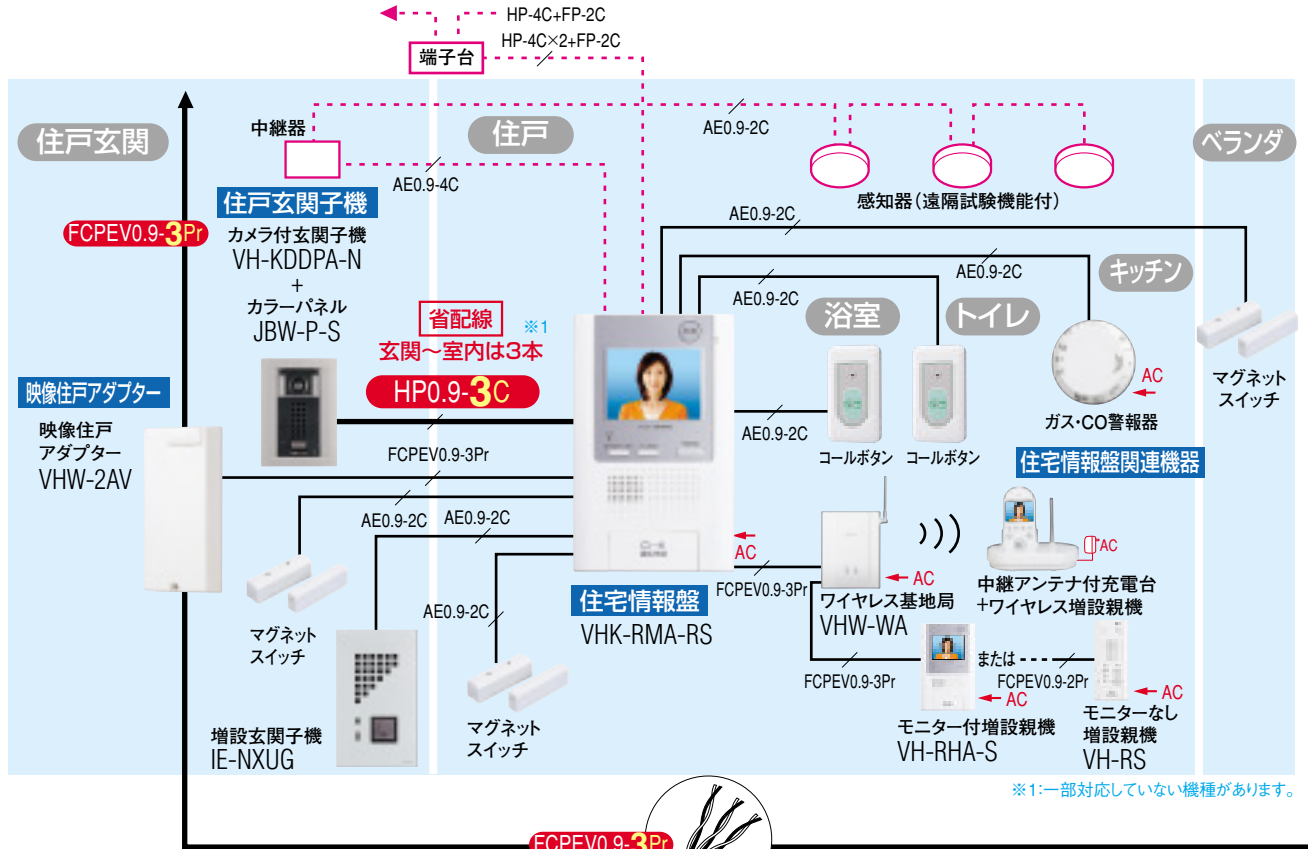 HP-4C+FP-2C
HP-4C×2+FP-2C
端子台
住戸玄関
中継器
住戸
AE0.9-2C
ベランダ
AE0.9-4C
感知器(遠隔試験機能付)
住戸玄関子機
FCPEV0.9-3Pr
カメラ付玄関子機
VH-KDDPA-N
+
カラーパネル
JBW-P-S
AE0.9-2C
AE0.9-2C
キッチン
AE0.9-2C
省配線
※1
玄関~室内は3本
HP0.9-3C
浴室
トイレ
AC
ガス・CO警報器
マグネット
スイッチ
映像住戸アダプター
映像住戸
アダプター
VHW-2AV
FCPEV0.9-3Pr
AE0.9-2C
コールボタン
コールボタン
住宅情報盤関連機器
AE0.9-2C
AE0.9-2C
AC
AC
FCPEV0.9-3Pr
AC
中継アンテナ付充電台
+ワイヤレス増設親機
ワイヤレス基地局
VHW-WA
住宅情報盤
VHK-RMA-RS
AE0.9-2C
マグネット
スイッチ
または
FCPEV0.9-3Pr
FCPEV0.9-2Pr
AC
AC
モニター付増設親機
VH-RHA-S
モニターなし
増設親機
VH-RS
増設玄関子機
IE-NXUG
マグネット
スイッチ
※1:一部対応していない機種があります。
FCPEV0.9-3Pr